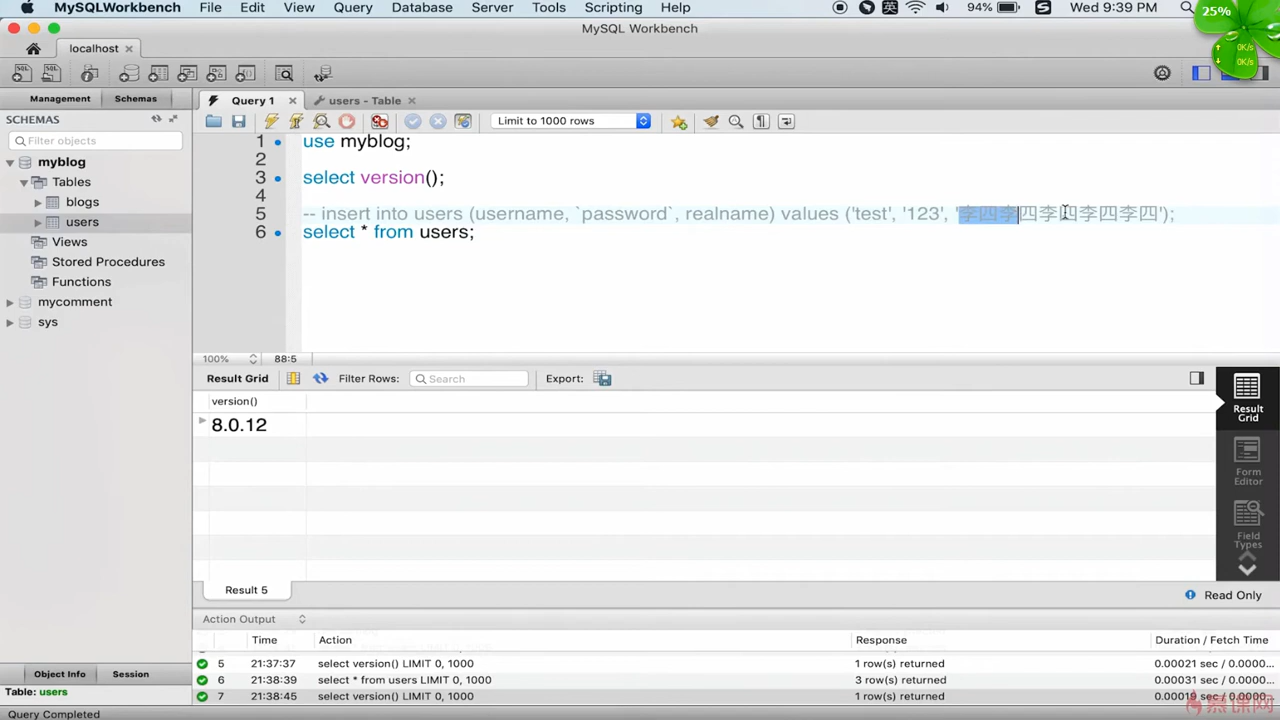 MySQLWorkbench File Edit View Query Database Server Tools Scripting Help 英 94% S Wed 9:39 PM
25%
0K/s
0K/s
MySQL Workbench
localhost
Management Schemas
SCHEMAS
Filter objects
myblog
Tables
blogs
users
Views
Stored Procedures
Functions
mycomment
sys
Object Info Session
Table: users
Query Completed
Query 1 users - Table
Limit to 1000 rows
1 use myblog;
2
3 select version();
4
5 -- insert into users (username, `password`, realname) values ('test', '123', '李四李四李四李四李四');
6 select * from users;
100% 88:5
Result Grid Filter Rows: Search Export:
version()
8.0.12
Result Grid
Form Editor
Field Types
Result 5
Read Only
Action Output
Time Action Response Duration / Fetch Time
5 21:37:37 select version() LIMIT 0, 1000 1 row(s) returned 0.00021 sec / 0.0000...
6 21:38:39 select * from users LIMIT 0, 1000 3 row(s) returned 0.00031 sec / 0.0000...
7 21:38:45 select version() LIMIT 0, 1000 1 row(s) returned 0.00019 sec / 0.0000...
慕课网